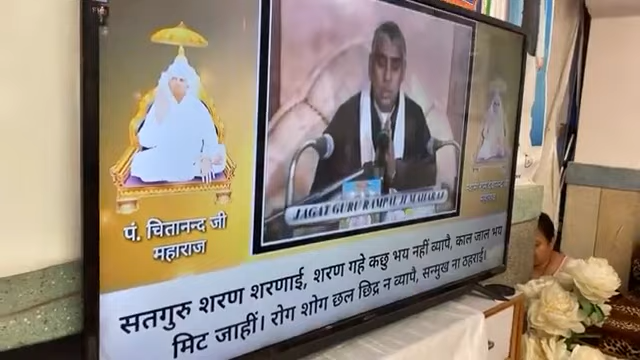 पं. चितानन्द जी
महाराज
JAGAT GURU RAMPAL JI MAHARAJ
सतगुरु शरण शरणाई, शरण गहे कछु भय नहीं व्यापै, काल जाल भय
मिट जाहीं। रोग शोग छल छिद्र न व्यापै, सन्मुख ना ठहराई।